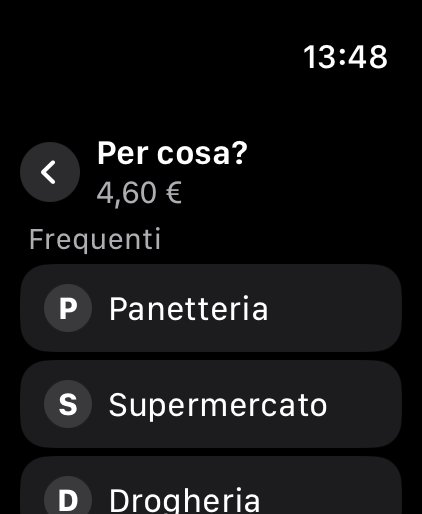 13:48
Per cosa?
4,60 €
Frequenti
P Panetteria
S Supermercato
D Drogheria